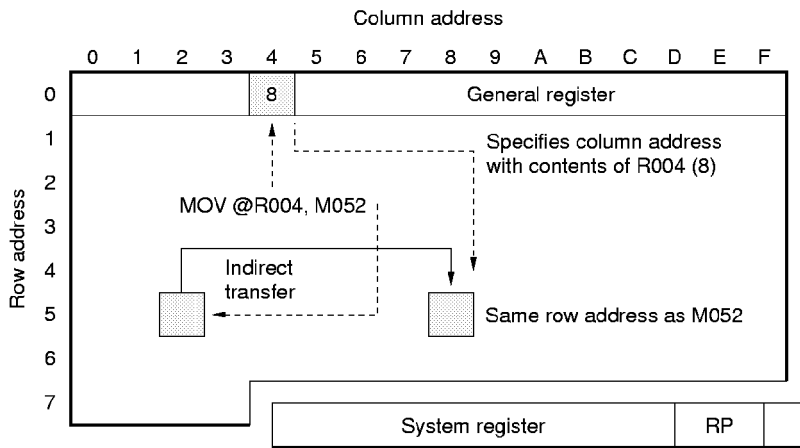 Column address
0 1 2 3 4 5 6 7 8 9 A B C D E F
Row address
0 8 General register
1
Specifies column address
with contents of R004 (8)
2
MOV @R004, M052
3
4
Indirect
transfer
5 Same row address as M052
6
7
System register RP